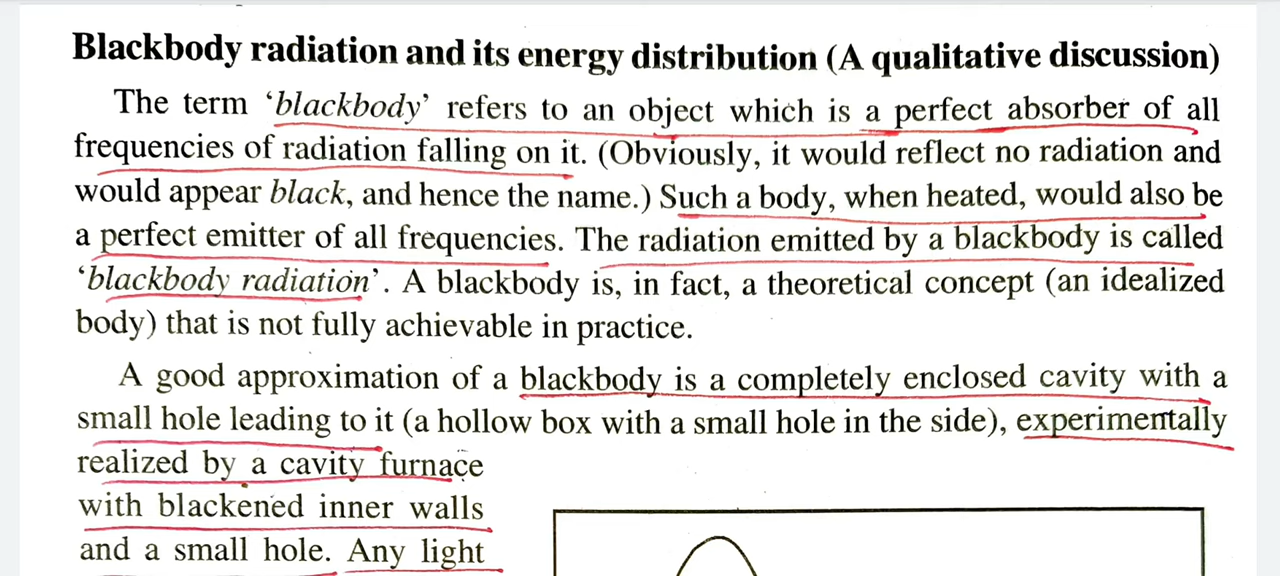 Blackbody radiation and its energy distribution (A qualitative discussion)
The term ‘blackbody’ refers to an object which is a perfect absorber of all
frequencies of radiation falling on it. (Obviously, it would reflect no radiation and
would appear black, and hence the name.) Such a body, when heated, would also be
a perfect emitter of all frequencies. The radiation emitted by a blackbody is called
‘blackbody radiation’. A blackbody is, in fact, a theoretical concept (an idealized
body) that is not fully achievable in practice.
A good approximation of a blackbody is a completely enclosed cavity with a
small hole leading to it (a hollow box with a small hole in the side), experimentally
realized by a cavity furnace
with blackened inner walls
and a small hole. Any light